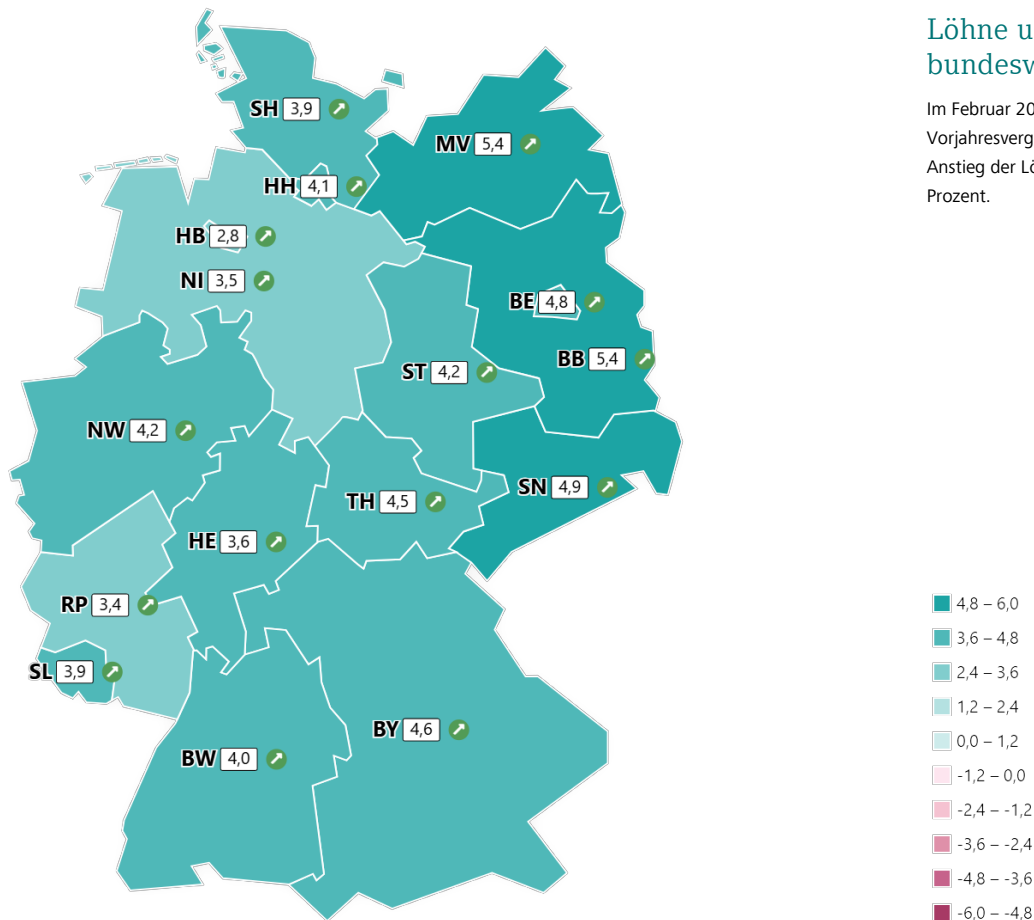 Löhne u
bundesw
Im Februar 20
Vorjahresverg
Anstieg der Lö
Prozent.
SH 3,9
MV 5,4
HH 4,1
HB 2,8
NI 3,5
BE 4,8
BB 5,4
ST 4,2
NW 4,2
SN 4,9
TH 4,5
HE 3,6
RP 3,4
SL 3,9
BY 4,6
BW 4,0
4,8 – 6,0
3,6 – 4,8
2,4 – 3,6
1,2 – 2,4
0,0 – 1,2
-1,2 – 0,0
-2,4 – -1,2
-3,6 – -2,4
-4,8 – -3,6
-6,0 – -4,8